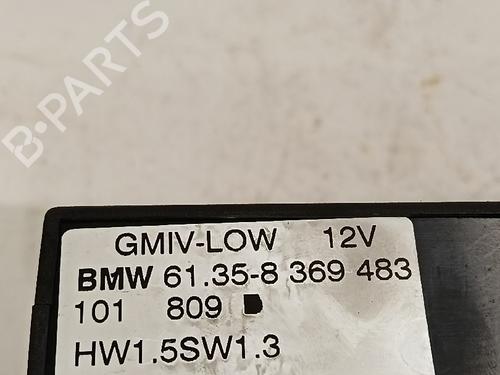 B-PARTS
GMIV-LOW 12V
BMW 61.35-8 369 483
101 809
HW1.5SW1.3